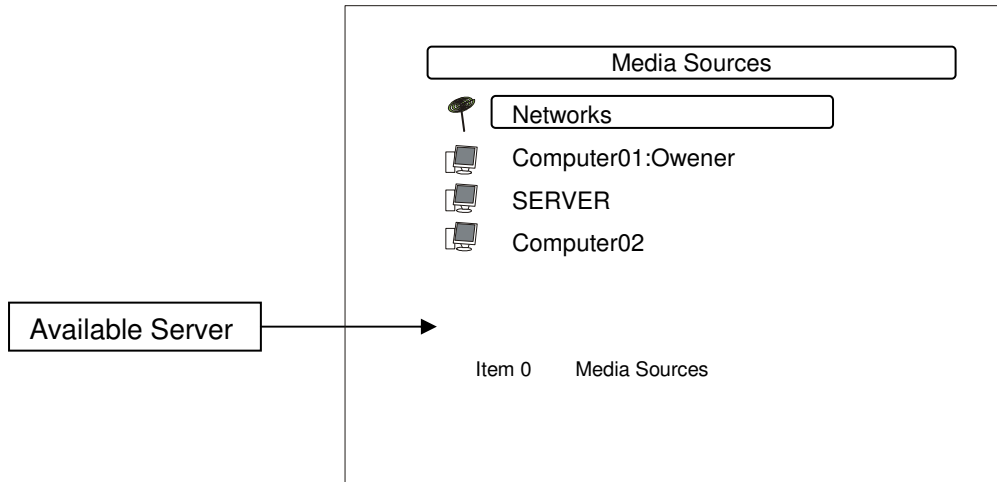 Media Sources
Networks
Computer01:Owener
SERVER
Computer02
Available Server
Item 0 Media Sources